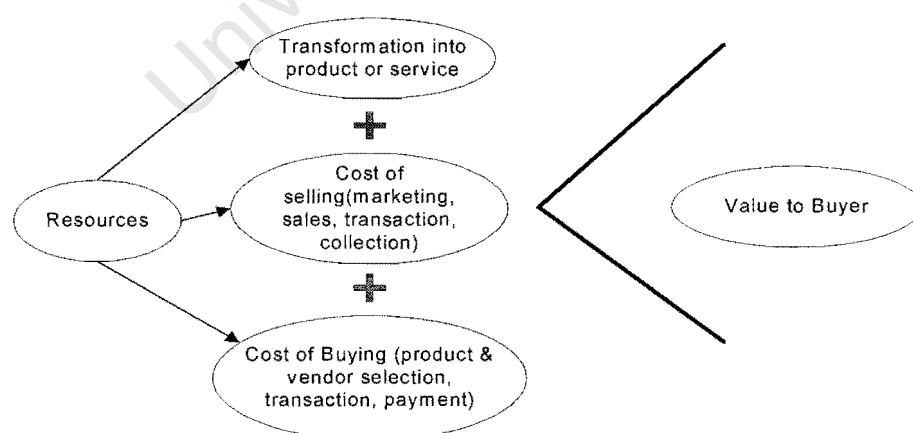 Univ
Transformation into
product or service
+
Cost of
selling(marketing,
sales, transaction,
collection)
Resources
Value to Buyer
+
Cost of Buying (product &
vendor selection,
transaction, payment)